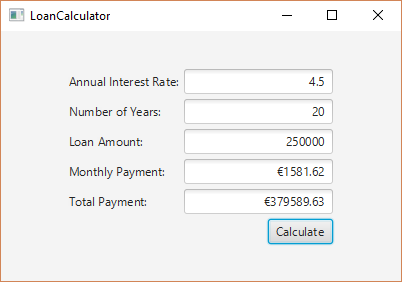 LoanCalculator
Annual Interest Rate: 4.5
Number of Years: 20
Loan Amount: 250000
Monthly Payment: €1581.62
Total Payment: €379589.63
Calculate